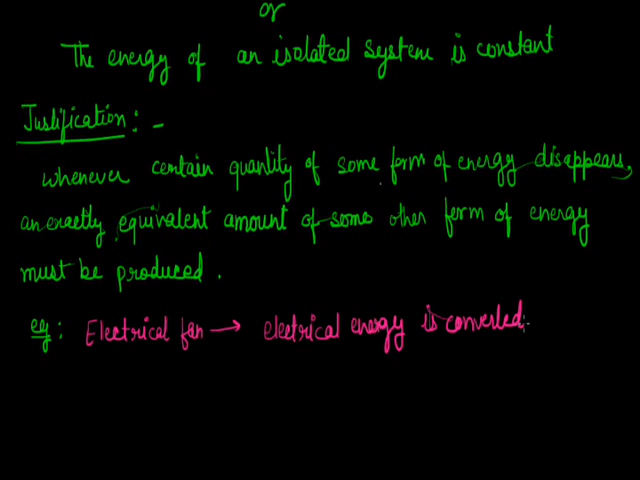 or
The energy of an isolated system is constant
Justification : -
whenever certain quantity of some form of energy disappears,
an exactly equivalent amount of some other form of energy
must be produced .
eg : Electrical fan → electrical energy is converted